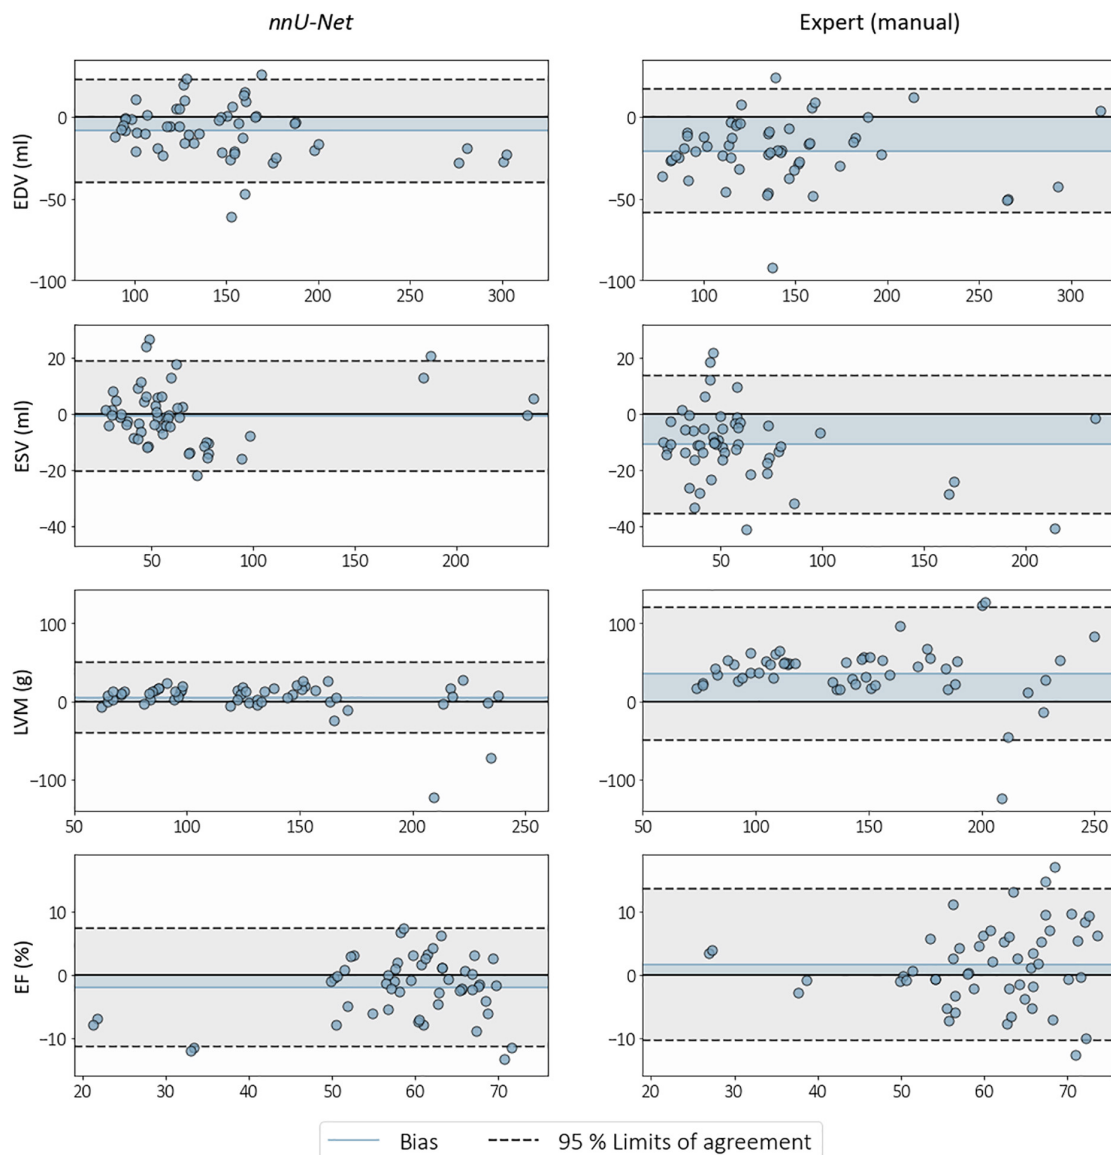 nnU-Net Expert (manual)
EDV (ml)
0
−50
−100
100 150 200 250 300
0
−50
−100
100 150 200 250 300
ESV (ml)
20
0
−20
−40
50 100 150 200
20
0
−20
−40
50 100 150 200
LVM (g)
100
0
−100
50 100 150 200 250
100
0
−100
50 100 150 200 250
EF (%)
10
0
−10
20 30 40 50 60 70
10
0
−10
20 30 40 50 60 70
Bias 95 % Limits of agreement